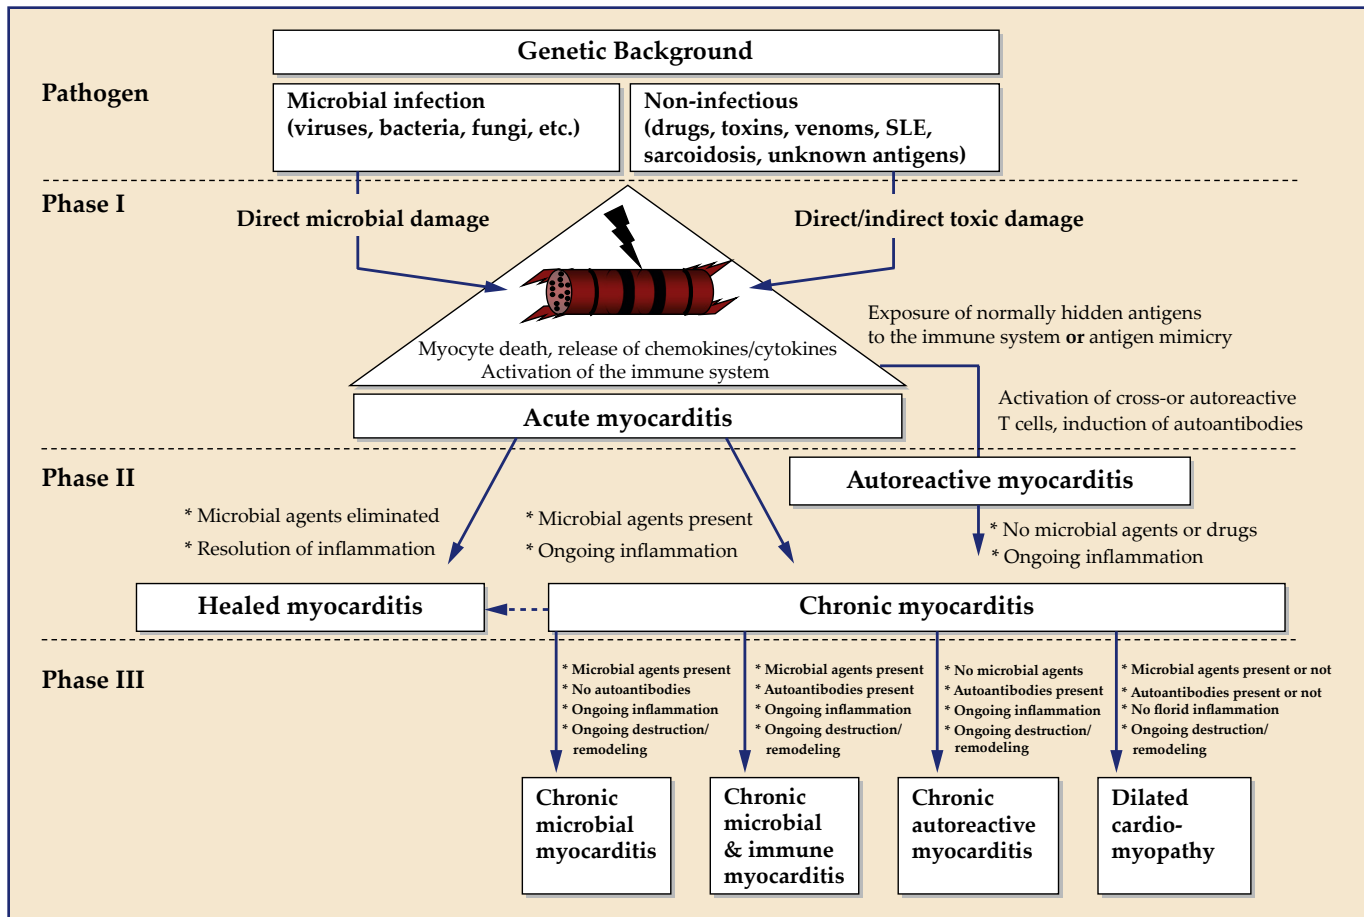 Genetic Background
Pathogen
Microbial infection
(viruses, bacteria, fungi, etc.)
Non-infectious
(drugs, toxins, venoms, SLE,
sarcoidosis, unknown antigens)
Phase I
Direct microbial damage
Direct/indirect toxic damage
Exposure of normally hidden antigens
to the immune system or antigen mimicry
Myocyte death, release of chemokines/cytokines
Activation of the immune system
Acute myocarditis
Activation of cross-or autoreactive
T cells, induction of autoantibodies
Phase II
Autoreactive myocarditis
* Microbial agents eliminated
* Resolution of inflammation
* Microbial agents present
* Ongoing inflammation
* No microbial agents or drugs
* Ongoing inflammation
Healed myocarditis
Chronic myocarditis
Phase III
* Microbial agents present
* No autoantibodies
* Ongoing inflammation
* Ongoing destruction/
remodeling
* Microbial agents present
* Autoantibodies present
* Ongoing inflammation
* Ongoing destruction/
remodeling
* No microbial agents
* Autoantibodies present
* Ongoing inflammation
* Ongoing destruction/
remodeling
* Microbial agents present or not
* Autoantibodies present or not
* No florid inflammation
* Ongoing destruction/
remodeling
Chronic
microbial
myocarditis
Chronic
microbial
& immune
myocarditis
Chronic
autoreactive
myocarditis
Dilated
cardio-
myopathy